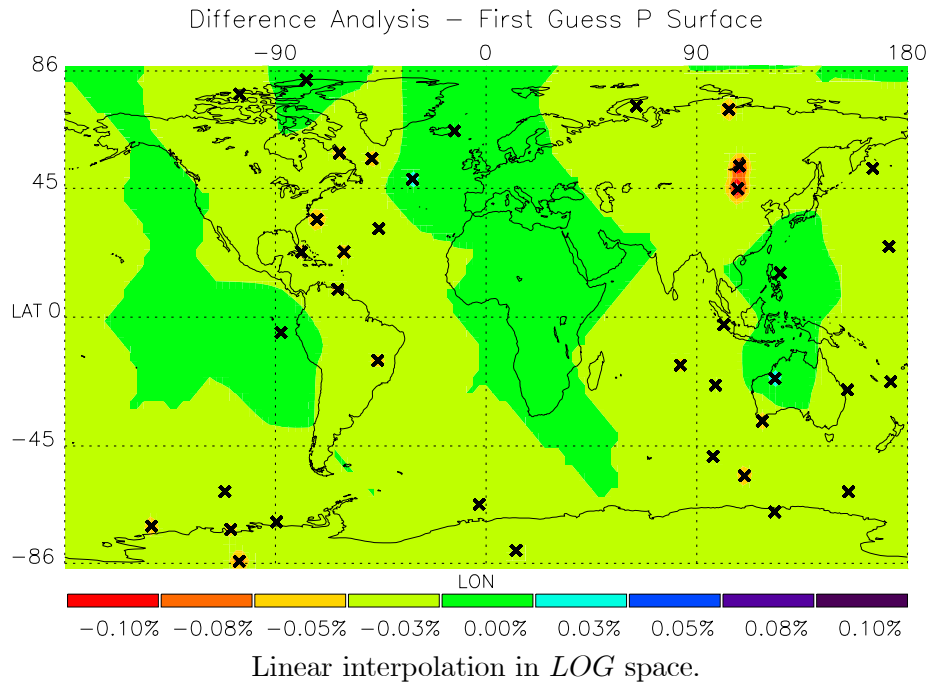 Difference Analysis − First Guess P Surface
−90 0 90 180
86
45
LAT 0
−45
−86
LON
−0.10% −0.08% −0.05% −0.03% 0.00% 0.03% 0.05% 0.08% 0.10%
Linear interpolation in LOG space.